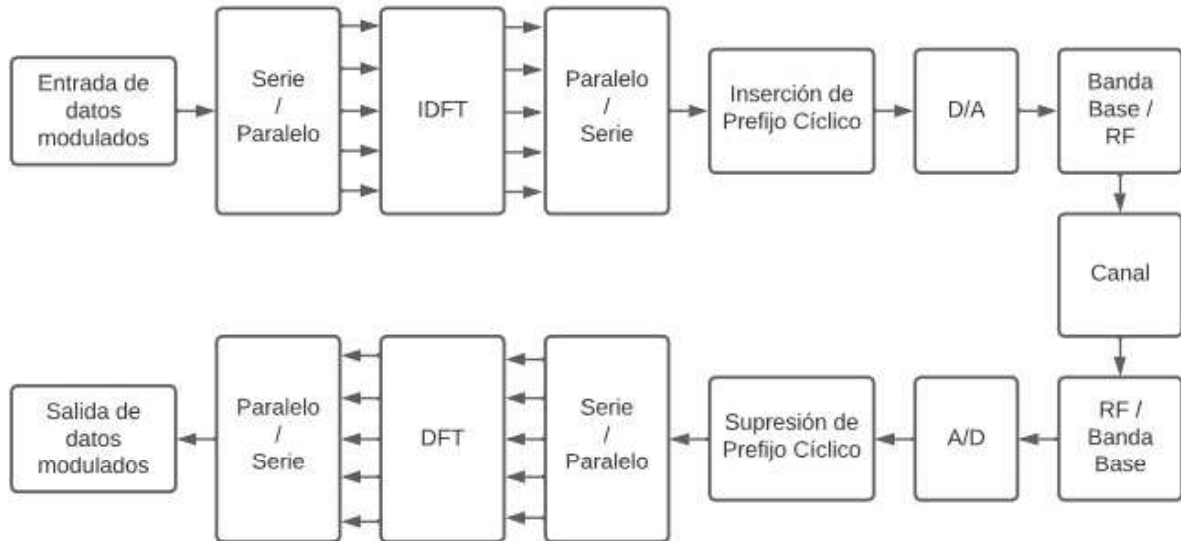 Entrada de
datos
modulados
Serie
/
Paralelo
IDFT
Paralelo
/
Serie
Inserción de
Prefijo Cíclico
D/A
Banda
Base /
RF
Canal
RF /
Banda
Base
A/D
Supresión de
Prefijo Cíclico
Serie
/
Paralelo
DFT
Paralelo
/
Serie
Salida de
datos
modulados